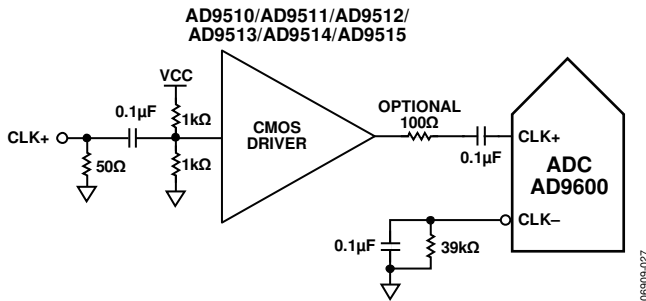 AD9510/AD9511/AD9512/
AD9513/AD9514/AD9515
VCC
0.1µF
1kΩ
CLK+
50Ω
1kΩ
CMOS
DRIVER
OPTIONAL
100Ω
0.1µF
CLK+
ADC
AD9600
CLK–
0.1µF
39kΩ
06909-027